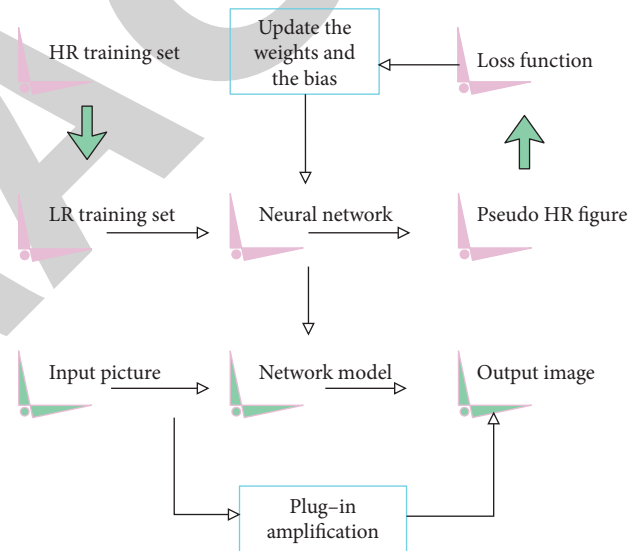 HR training set
Update the
weights and
the bias
Loss function
LR training set
Neural network
Pseudo HR figure
Input picture
Network model
Output image
Plug–in
amplification